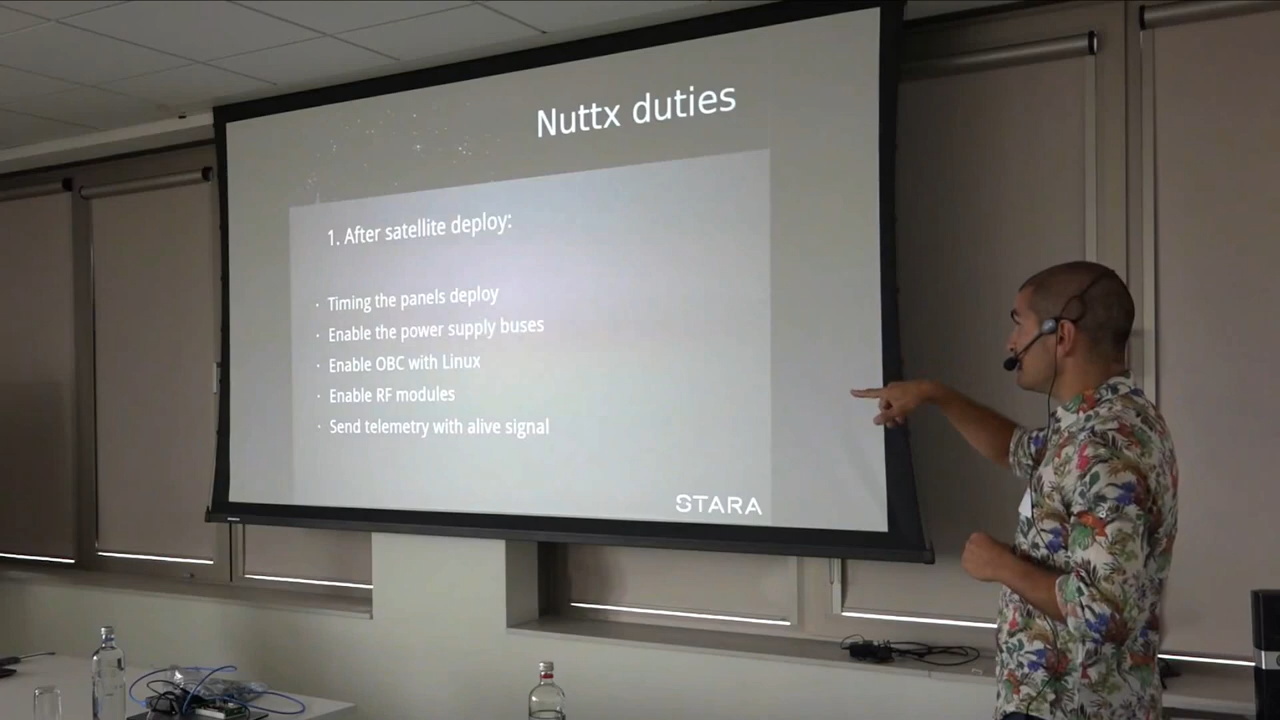 Nuttx duties
1. After satellite deploy:
· Timing the panels deploy
· Enable the power supply buses
· Enable OBC with Linux
· Enable RF modules
· Send telemetry with alive signal
STARA